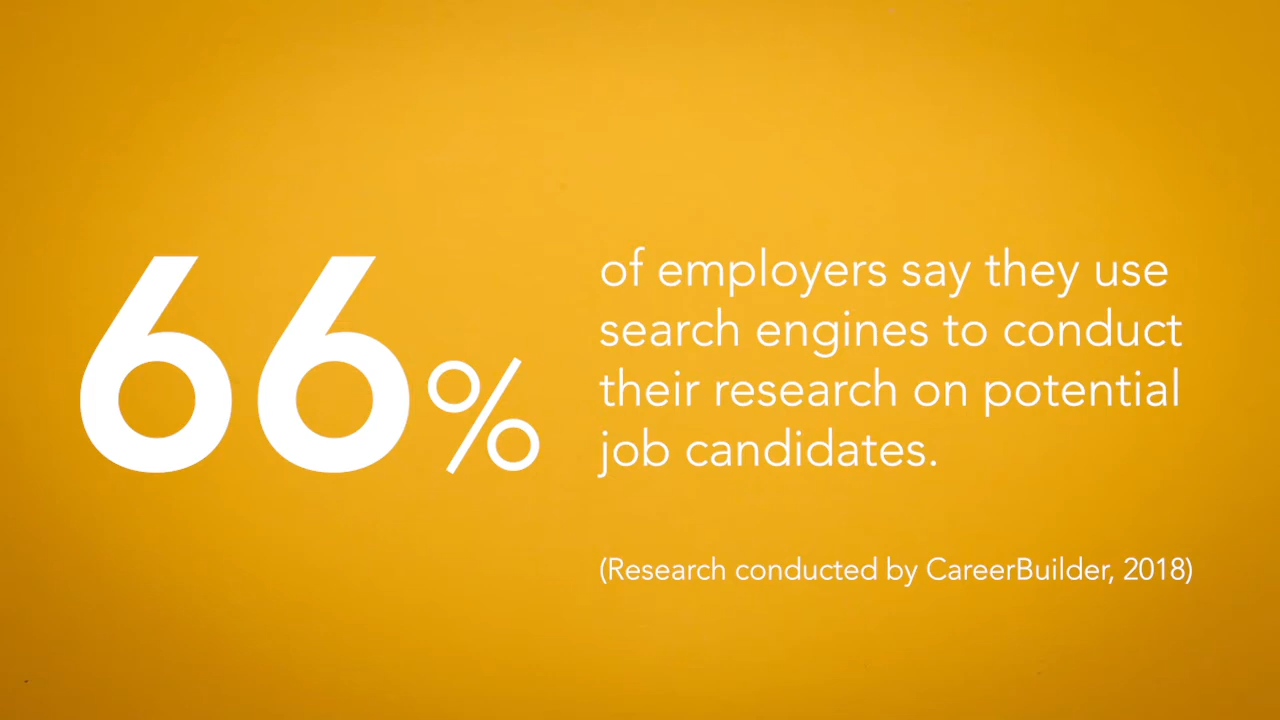 66%
of employers say they use
search engines to conduct
their research on potential
job candidates.
(Research conducted by CareerBuilder, 2018)